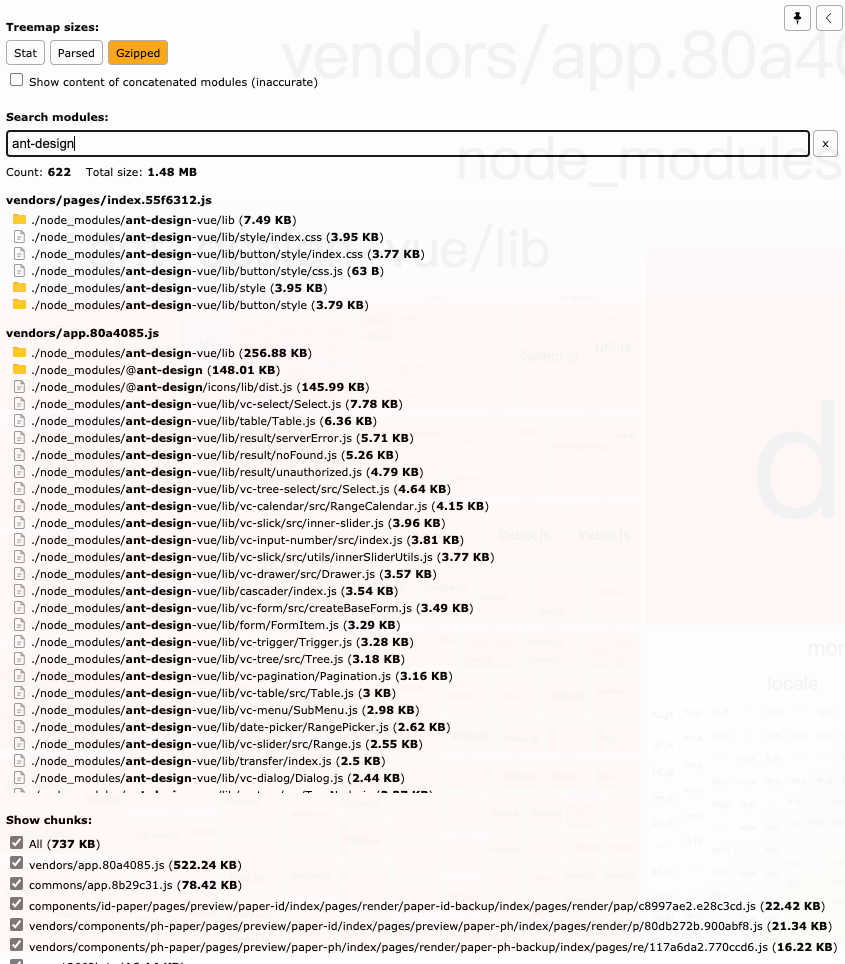 Treemap sizes:
Stat Parsed Gzipped
Show content of concatenated modules (inaccurate)
vendors/app.80a40
Search modules:
ant-design
x
node_modules
Count: 622 Total size: 1.48 MB
vendors/pages/index.55f6312.js
./node_modules/ant-design-vue/lib (7.49 KB)
./node_modules/ant-design-vue/lib/style/index.css (3.95 KB)
./node_modules/ant-design-vue/lib/button/style/index.css (3.77 KB)
./node_modules/ant-design-vue/lib/button/style/css.js (63 B)
./node_modules/ant-design-vue/lib/style (3.95 KB)
./node_modules/ant-design-vue/lib/button/style (3.79 KB)
vue/lib
vendors/app.80a4085.js
./node_modules/ant-design-vue/lib (256.88 KB)
./node_modules/@ant-design (148.01 KB)
./node_modules/@ant-design/icons/lib/dist.js (145.99 KB)
./node_modules/ant-design-vue/lib/vc-select/Select.js (7.78 KB)
./node_modules/ant-design-vue/lib/table/Table.js (6.36 KB)
./node_modules/ant-design-vue/lib/result/serverError.js (5.71 KB)
./node_modules/ant-design-vue/lib/result/noFound.js (5.26 KB)
./node_modules/ant-design-vue/lib/result/unauthorized.js (4.79 KB)
./node_modules/ant-design-vue/lib/vc-tree-select/src/Select.js (4.64 KB)
./node_modules/ant-design-vue/lib/vc-calendar/src/RangeCalendar.js (4.15 KB)
./node_modules/ant-design-vue/lib/vc-slick/src/inner-slider.js (3.96 KB)
./node_modules/ant-design-vue/lib/vc-input-number/src/index.js (3.81 KB)
./node_modules/ant-design-vue/lib/vc-slick/src/utils/innerSliderUtils.js (3.77 KB)
./node_modules/ant-design-vue/lib/vc-drawer/src/Drawer.js (3.57 KB)
./node_modules/ant-design-vue/lib/cascader/index.js (3.54 KB)
./node_modules/ant-design-vue/lib/vc-form/src/createBaseForm.js (3.49 KB)
./node_modules/ant-design-vue/lib/form/FormItem.js (3.29 KB)
./node_modules/ant-design-vue/lib/vc-trigger/Trigger.js (3.28 KB)
./node_modules/ant-design-vue/lib/vc-tree/src/Tree.js (3.18 KB)
./node_modules/ant-design-vue/lib/vc-pagination/Pagination.js (3.16 KB)
./node_modules/ant-design-vue/lib/vc-table/src/Table.js (3 KB)
./node_modules/ant-design-vue/lib/vc-menu/SubMenu.js (2.98 KB)
./node_modules/ant-design-vue/lib/date-picker/RangePicker.js (2.62 KB)
./node_modules/ant-design-vue/lib/vc-slider/src/Range.js (2.55 KB)
./node_modules/ant-design-vue/lib/transfer/index.js (2.5 KB)
./node_modules/ant-design-vue/lib/vc-dialog/Dialog.js (2.44 KB)
Select.js
util.js
d
index.js
index.js
mor
locale
Show chunks:
All (737 KB)
vendors/app.80a4085.js (522.24 KB)
commons/app.8b29c31.js (78.42 KB)
components/id-paper/pages/preview/paper-id/index/pages/render/paper-id-backup/index/pages/render/pap/c8997ae2.e28c3cd.js (22.42 KB)
vendors/components/ph-paper/pages/preview/paper-id/index/pages/preview/paper-ph/index/pages/render/p/80db272b.900abf8.js (21.34 KB)
vendors/components/ph-paper/pages/preview/paper-ph/index/pages/render/paper-ph-backup/index/pages/re/117a6da2.770ccd6.js (16.22 KB)